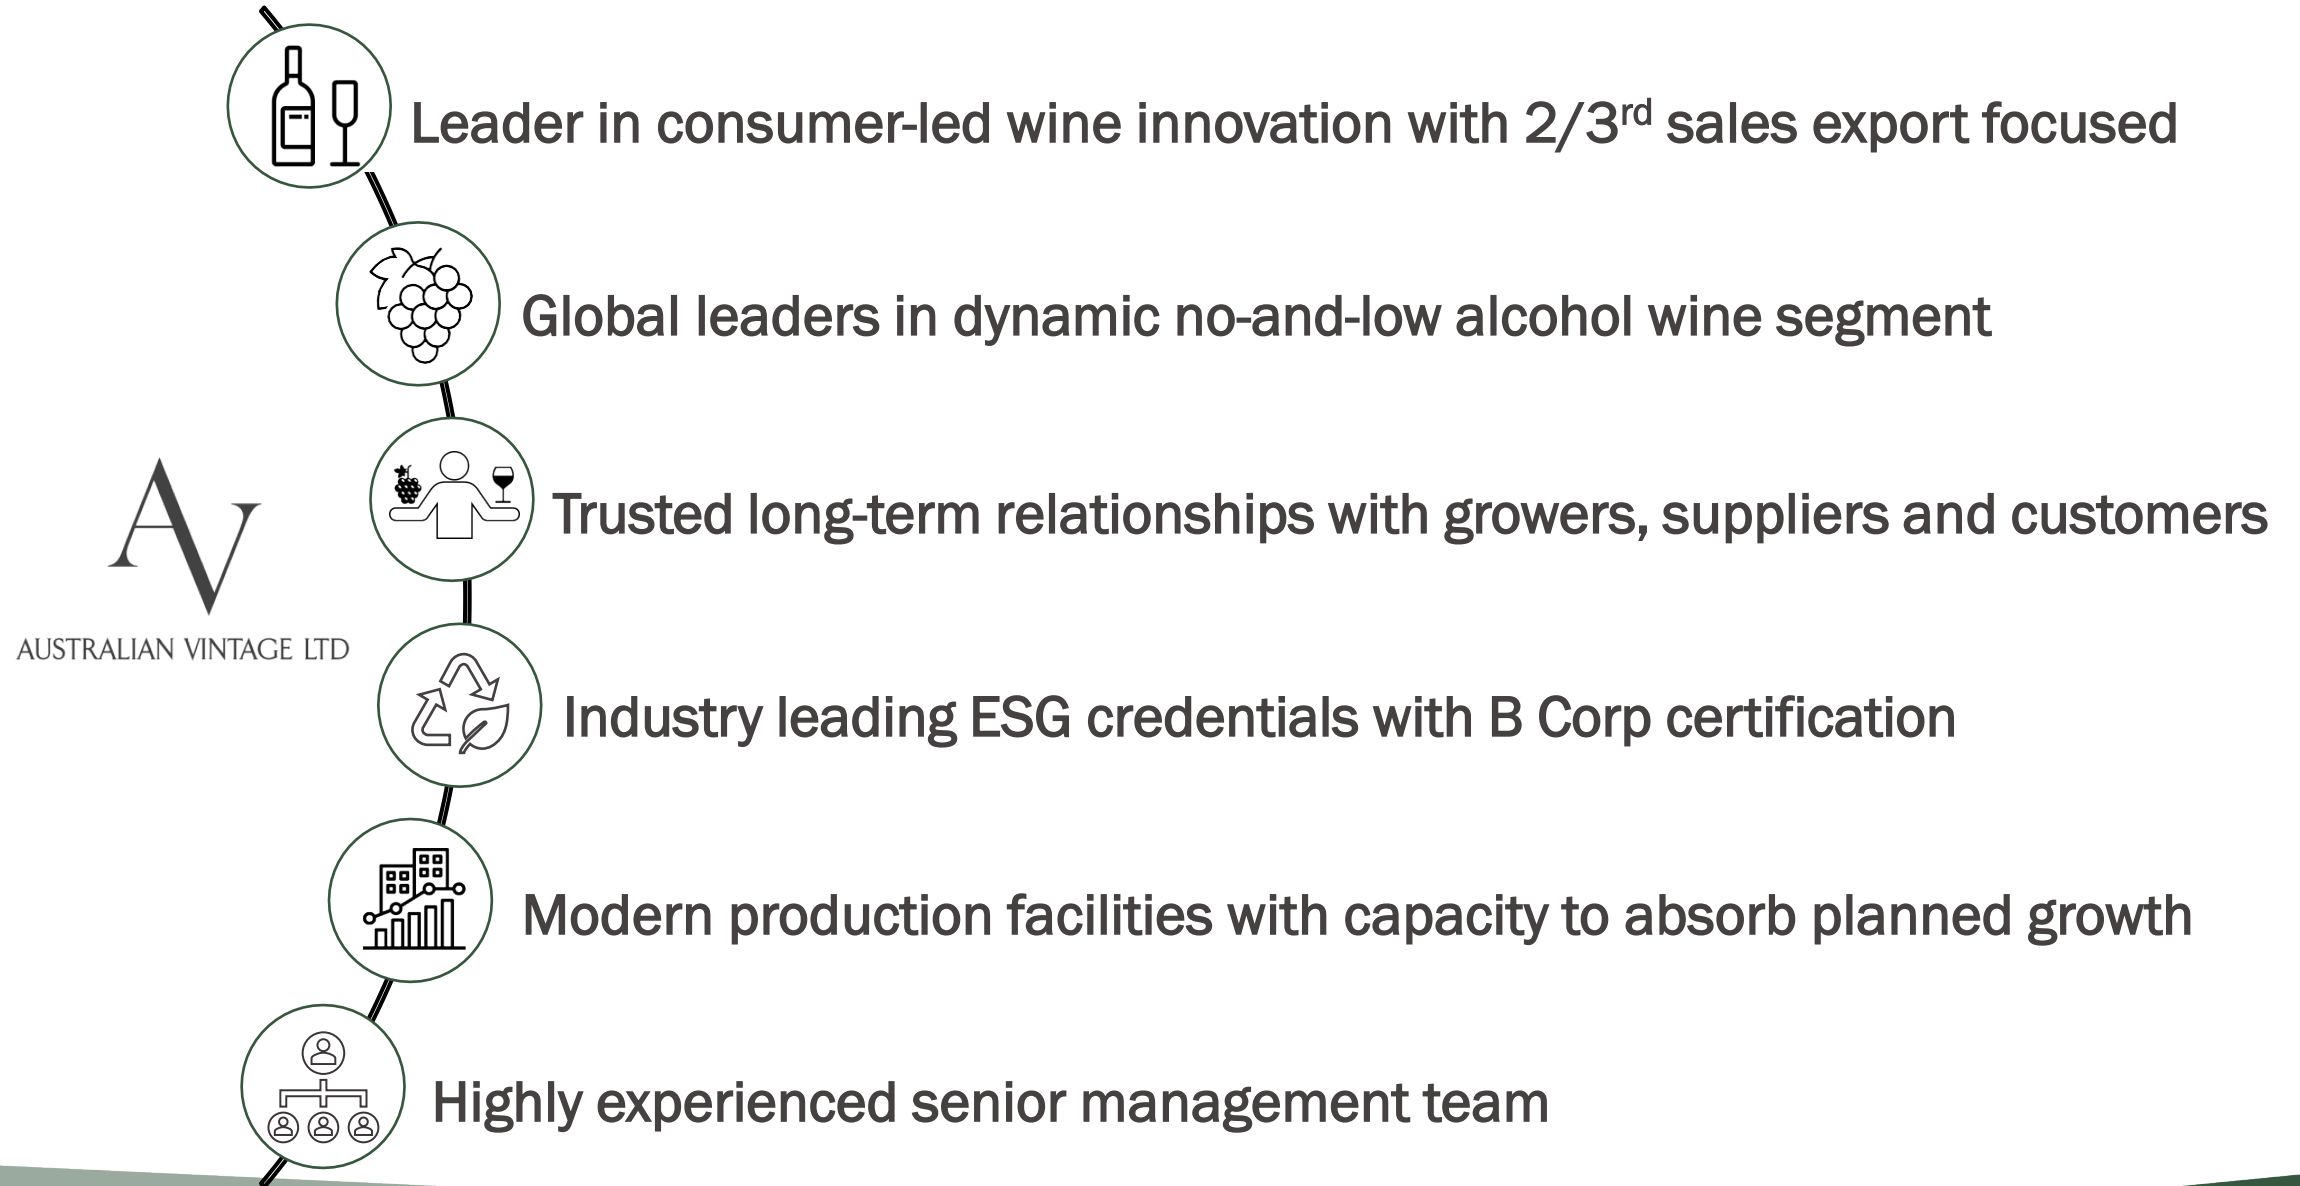 Leader in consumer-led wine innovation with 2/3rd sales export focused
Global leaders in dynamic no-and-low alcohol wine segment
Trusted long-term relationships with growers, suppliers and customers
AV
AUSTRALIAN VINTAGE LTD
Industry leading ESG credentials with B Corp certification
Modern production facilities with capacity to absorb planned growth
Highly experienced senior management team